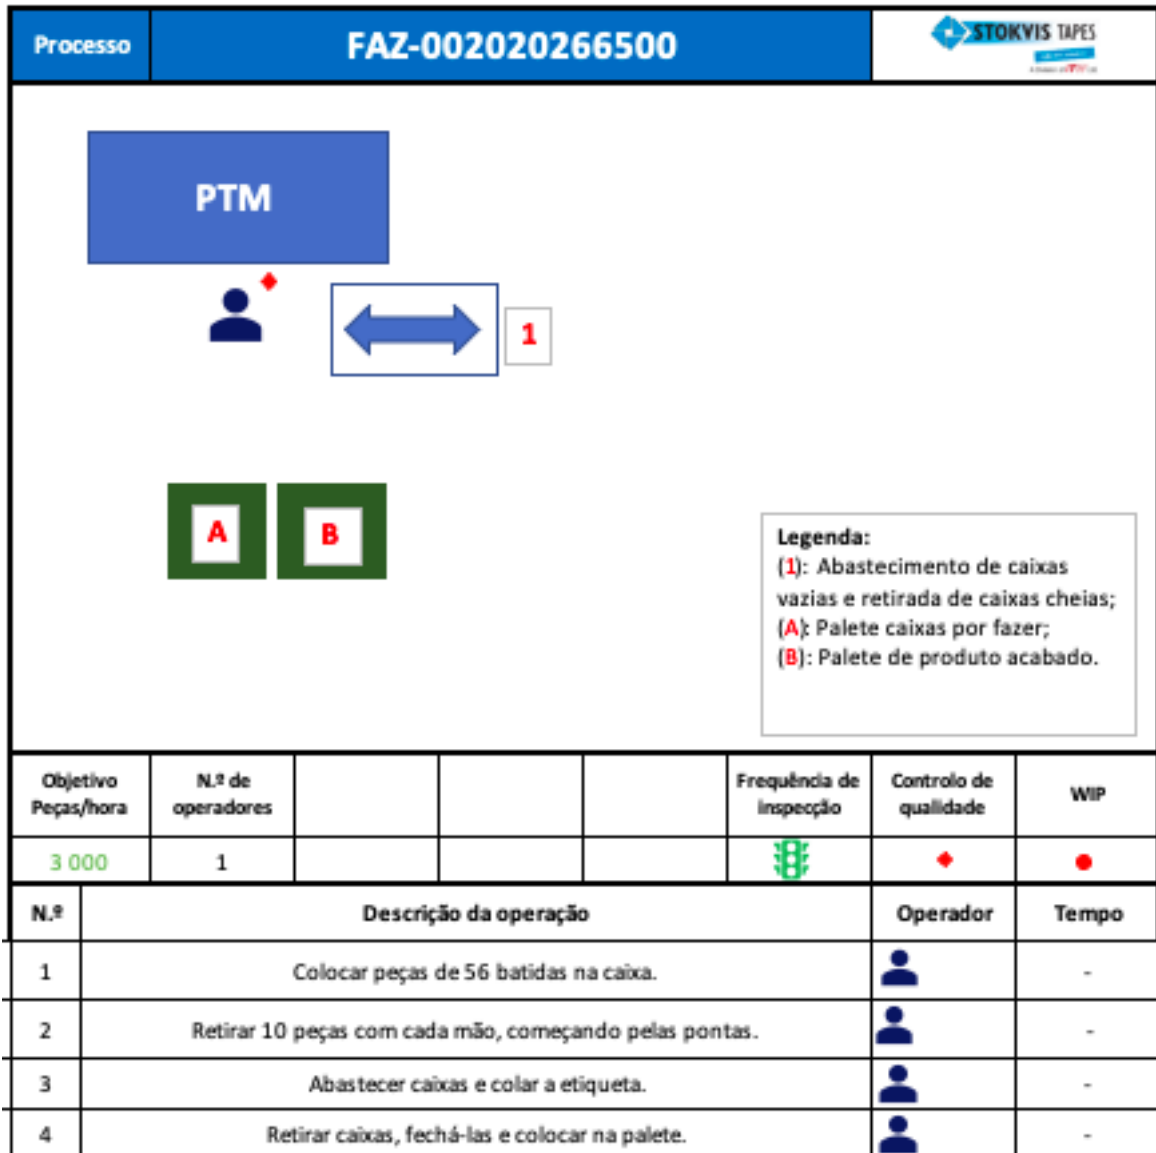 Processo
FAZ-002020266500
STOKVIS TAPES
PTM
1
A
B
Legenda:
(1): Abastecimento de caixas
vazias e retirada de caixas cheias;
(A): Palete caixas por fazer;
(B): Palete de produto acabado.
Objetivo
Peças/hora
N.º de
operadores
Frequência de
inspecção
Controlo de
qualidade
WIP
3 000
1
N.º
Descrição da operação
Operador
Tempo
1
Colocar peças de 56 batidas na caixa.
-
2
Retirar 10 peças com cada mão, começando pelas pontas.
-
3
Abastecer caixas e colar a etiqueta.
-
4
Retirar caixas, fechá-las e colocar na palete.
-